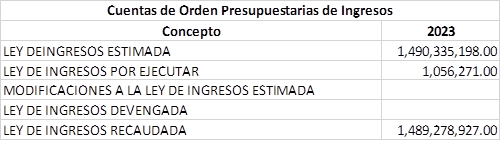 Cuentas de Orden Presupuestarias de Ingresos
Concepto 2023
LEY DEINGRESOS ESTIMADA 1,490,335,198.00
LEY DE INGRESOS POR EJECUTAR 1,056,271.00
MODIFICACIONES A LA LEY DE INGRESOS ESTIMADA
LEY DE INGRESOS DEVENGADA
LEY DE INGRESOS RECAUDADA 1,489,278,927.00